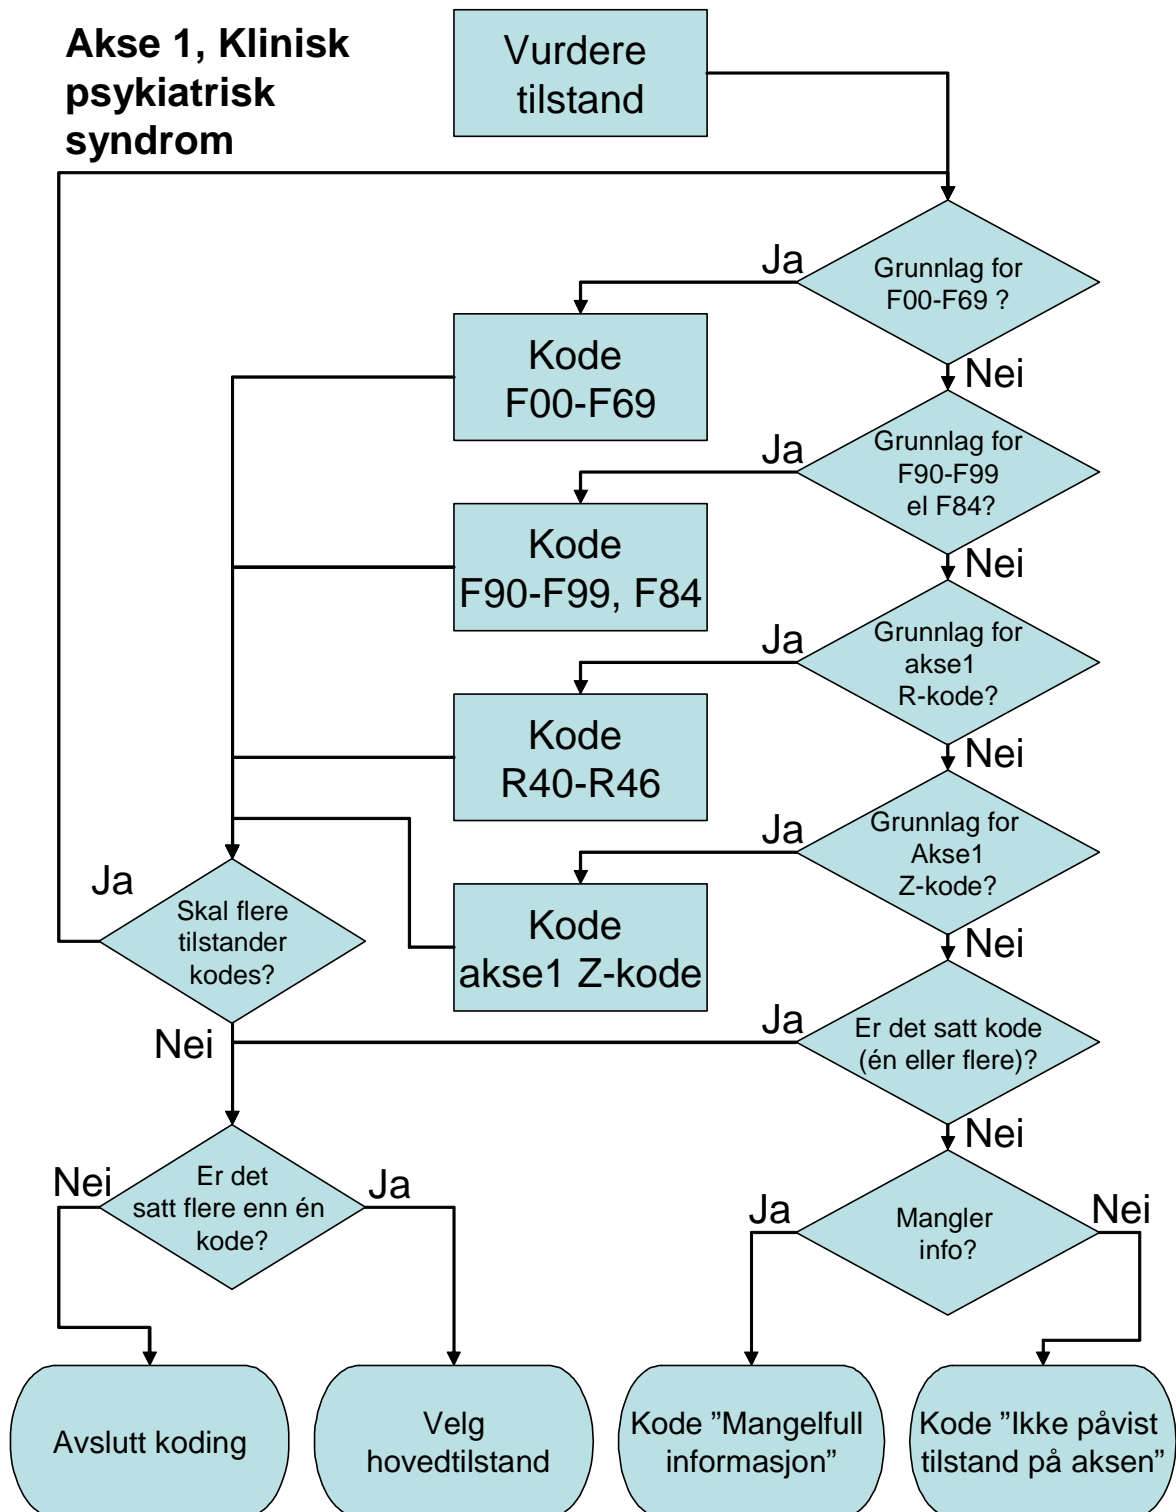 Akse 1, Klinisk
psykiatrisk
syndrom
Vurdere
tilstand
Grunnlag for
F00-F69 ?
Ja
Nei
Kode
F00-F69
Grunnlag for
F90-F99
el F84?
Ja
Nei
Kode
F90-F99, F84
Grunnlag for
akse1
R-kode?
Ja
Nei
Kode
R40-R46
Grunnlag for
Akse1
Z-kode?
Ja
Nei
Kode
akse1 Z-kode
Ja
Skal flere
tilstander
kodes?
Nei
Ja
Er det satt kode
(én eller flere)?
Nei
Nei
Er det
satt flere enn én
kode?
Ja
Ja
Mangler
info?
Nei
Avslutt koding
Velg
hovedtilstand
Kode ”Mangelfull
informasjon”
Kode ”Ikke påvist
tilstand på aksen”